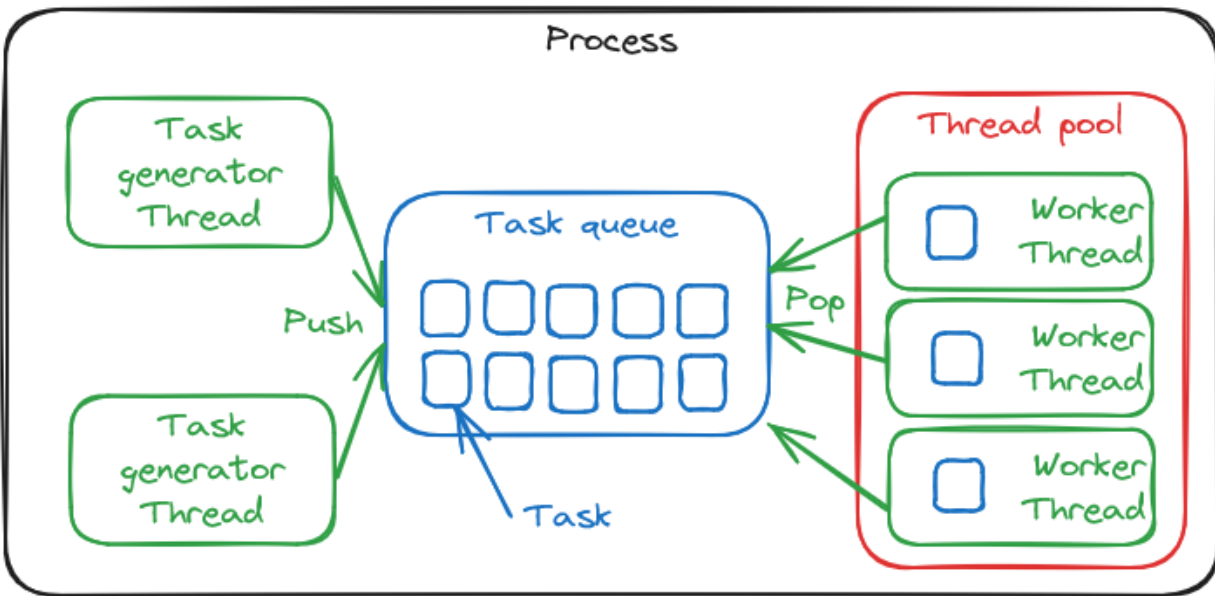 Process
Task
generator
Thread
Thread pool
Task queue
Worker
Thread
Push
Pop
Worker
Thread
Task
generator
Thread
Worker
Thread
Task